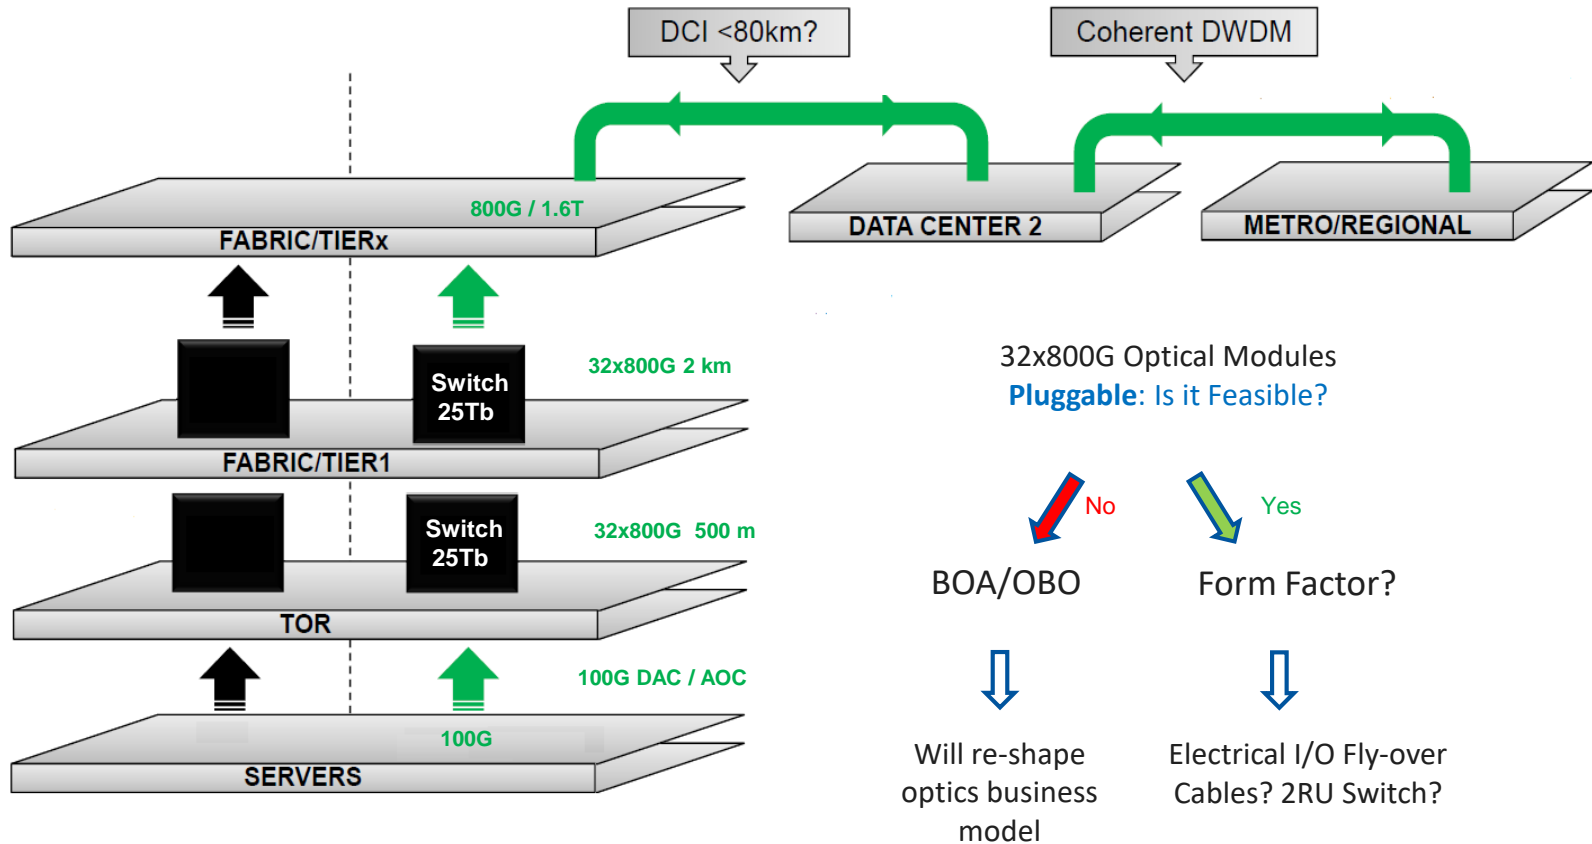 DCI <80km?
Coherent DWDM
800G / 1.6T
FABRIC/TIERx
DATA CENTER 2
METRO/REGIONAL
32x800G 2 km
Switch
25Tb
FABRIC/TIER1
32x800G 500 m
Switch
25Tb
TOR
100G DAC / AOC
100G
SERVERS
32x800G Optical Modules
Pluggable: Is it Feasible?
No
Yes
BOA/OBO
Form Factor?
Will re-shape
optics business
model
Electrical I/O Fly-over
Cables? 2RU Switch?